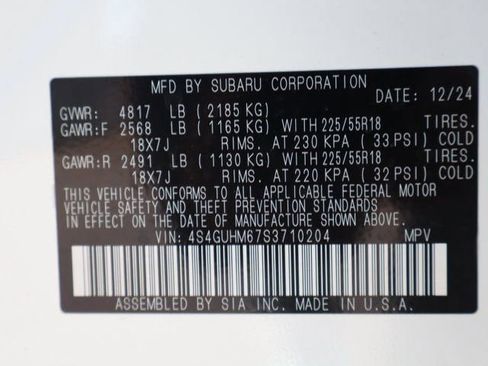 MFD BY SUBARU CORPORATION
DATE: 12/24
GVWR: 4817 LB (2185 KG)
GAWR:F 2568 LB (1165 KG) WITH 225/55R18 TIRES.
18X7J RIMS. AT 230 KPA (33 PSI) COLD
GAWR:R 2491 LB (1130 KG) WITH 225/55R18 TIRES.
18X7J RIMS. AT 220 KPA (32 PSI) COLD
THIS VEHICLE CONFORMS TO ALL APPLICABLE FEDERAL MOTOR
VEHICLE SAFETY AND BUMPER STANDARDS
IN EFFECT ON THE DATE OF MANUFACTURE SHOWN ABOVE.
VIN: 4S4GUHM67S3710204 MPV
ASSEMBLED BY SIA INC. MADE IN U.S.A.